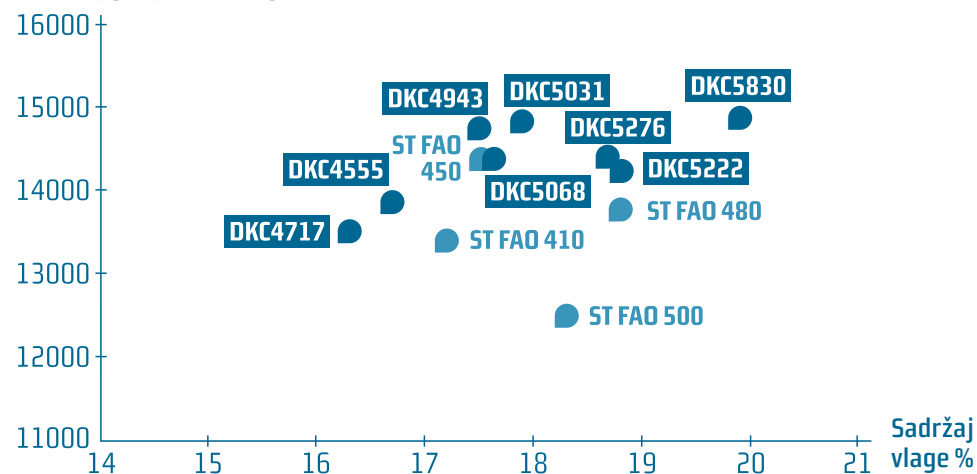 16000
15000
14000
13000
12000
11000
DKC4943
DKC5031
DKC5830
DKC5276
ST FAO
450
DKC4555
DKC5068
DKC5222
DKC4717
ST FAO 410
ST FAO 480
ST FAO 500
14
15
16
17
18
19
20
21
Sadržaj
vlage %